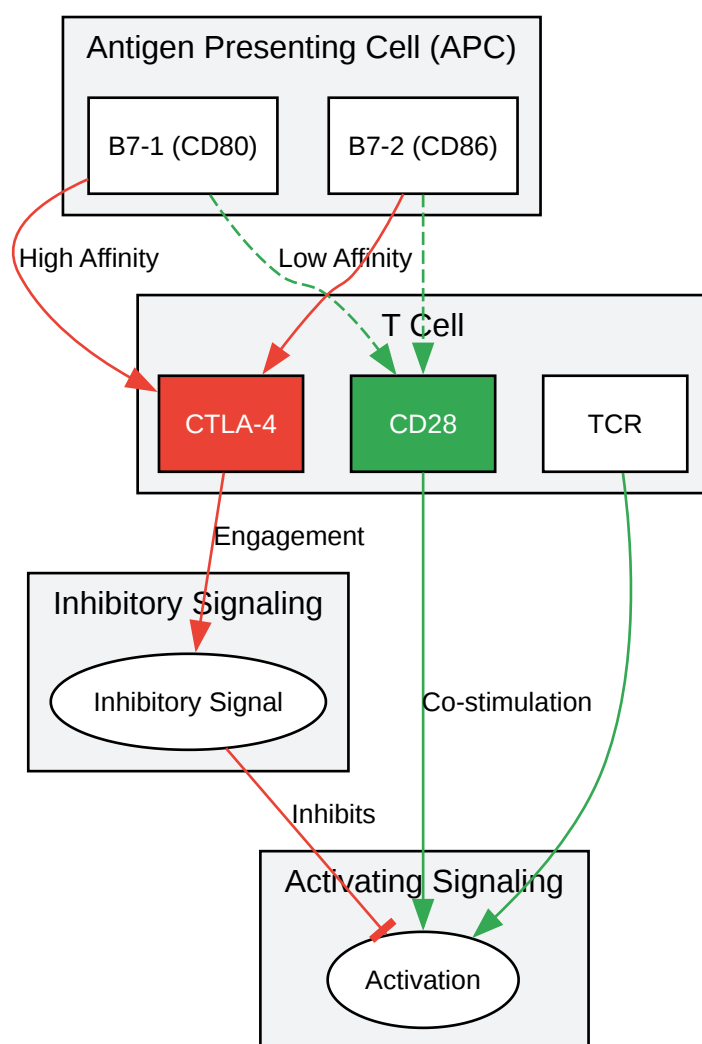 Antigen Presenting Cell (APC)
B7-1 (CD80)
B7-2 (CD86)
High Affinity
Low Affinity
T Cell
CTLA-4
CD28
TCR
Engagement
Inhibitory Signaling
Inhibitory Signal
Co-stimulation
Inhibits
Activating Signaling
Activation